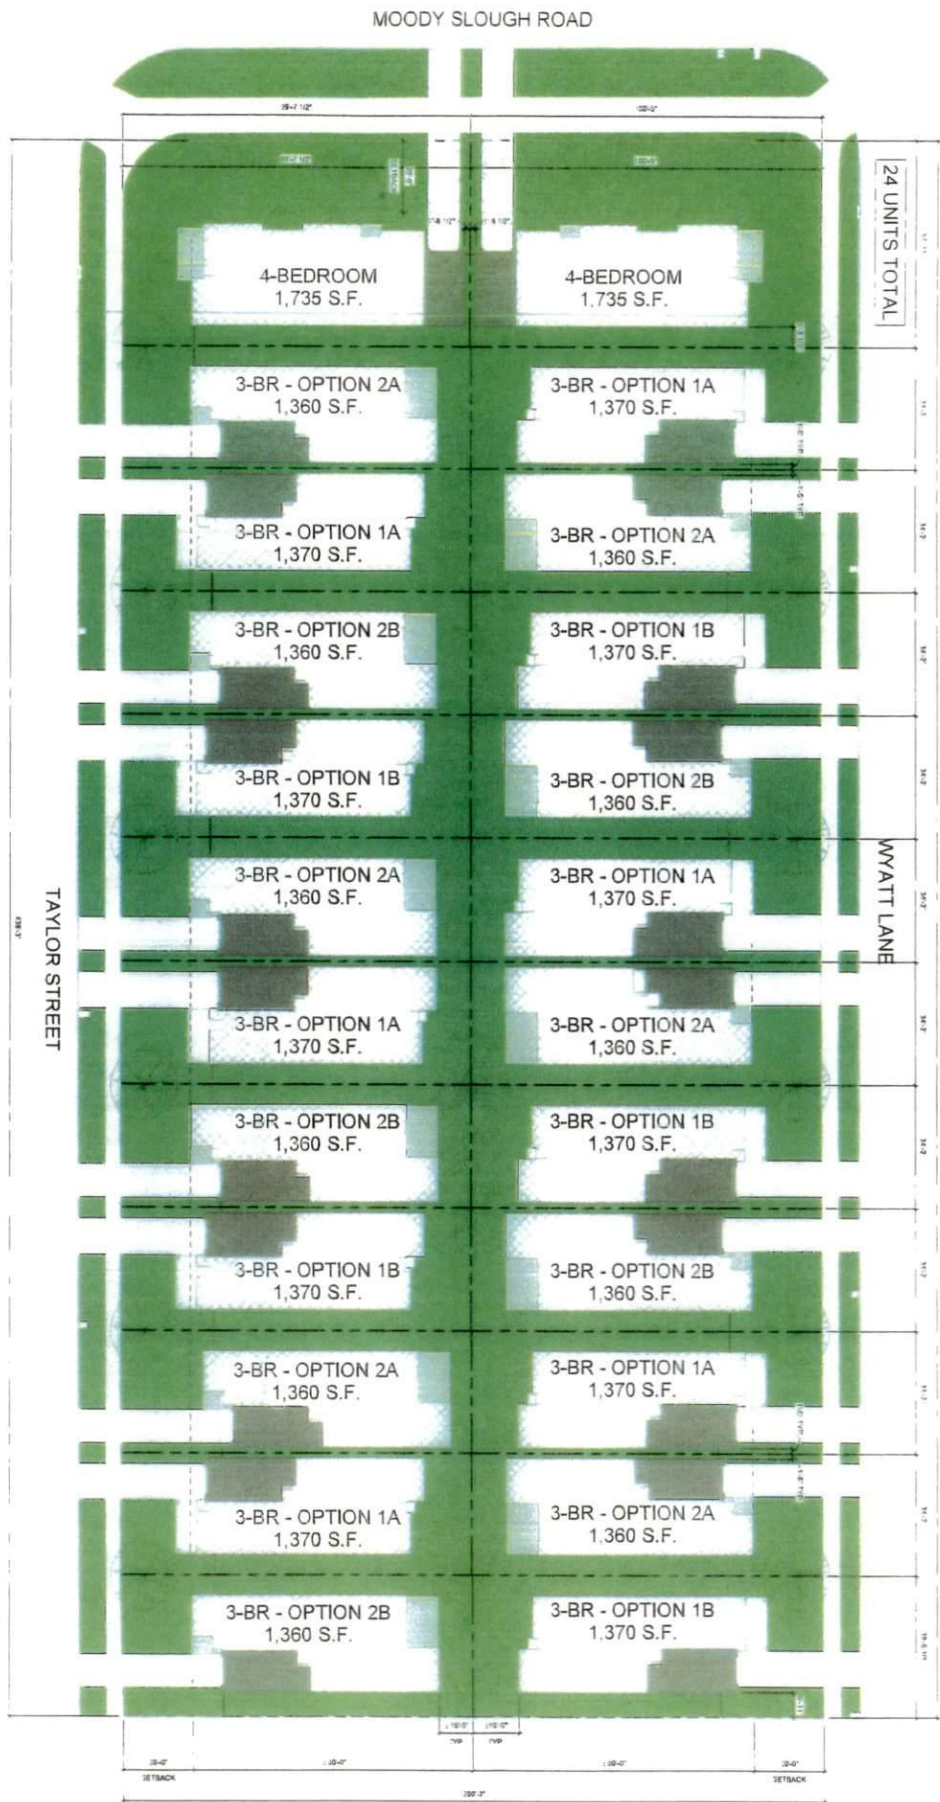 MOODY SLOUGH ROAD
24 UNITS TOTAL
4-BEDROOM
1,735 S.F.
4-BEDROOM
1,735 S.F.
3-BR - OPTION 2A
1,360 S.F.
3-BR - OPTION 1A
1,370 S.F.
3-BR - OPTION 1A
1,370 S.F.
3-BR - OPTION 2A
1,360 S.F.
3-BR - OPTION 2B
1,360 S.F.
3-BR - OPTION 1B
1,370 S.F.
3-BR - OPTION 1B
1,370 S.F.
3-BR - OPTION 2B
1,360 S.F.
3-BR - OPTION 2A
1,360 S.F.
3-BR - OPTION 1A
1,370 S.F.
TAYLOR STREET
WYATT LANE
3-BR - OPTION 1A
1,370 S.F.
3-BR - OPTION 2A
1,360 S.F.
3-BR - OPTION 2B
1,360 S.F.
3-BR - OPTION 1B
1,370 S.F.
3-BR - OPTION 1B
1,370 S.F.
3-BR - OPTION 2B
1,360 S.F.
3-BR - OPTION 2A
1,360 S.F.
3-BR - OPTION 1A
1,370 S.F.
3-BR - OPTION 1A
1,370 S.F.
3-BR - OPTION 2A
1,360 S.F.
3-BR - OPTION 2B
1,360 S.F.
3-BR - OPTION 1B
1,370 S.F.
TYP
TYP
SETBACK
SETBACK